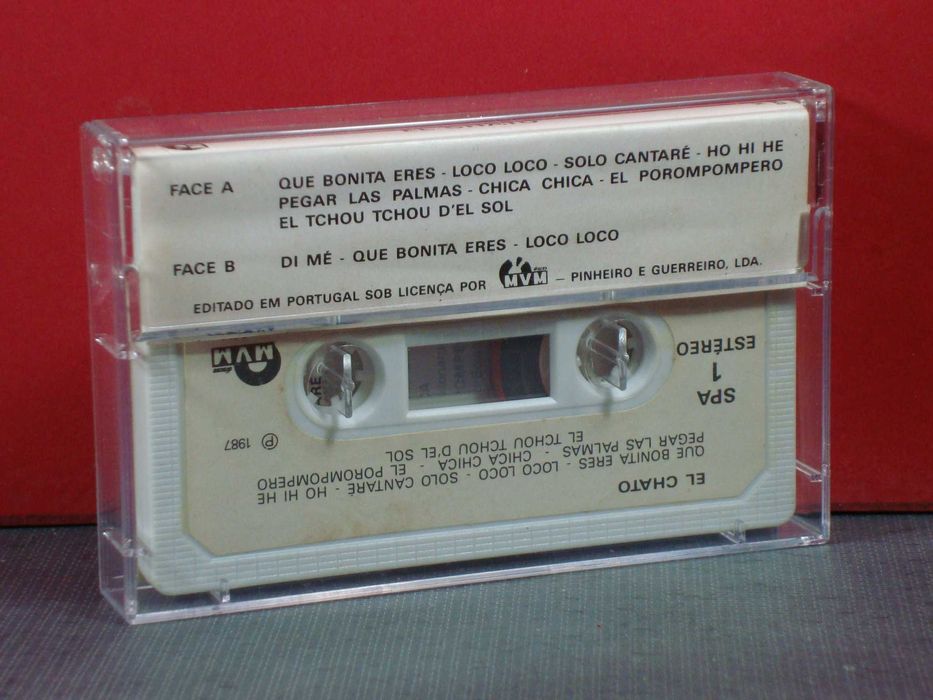 FACE A QUE BONITA ERES - LOCO LOCO - SOLO CANTARÉ - HO HI HE
PEGAR LAS PALMAS - CHICA CHICA - EL POROMPOMPERO
EL TCHOU TCHOU D'EL SOL
FACE B DI MÉ - QUE BONITA ERES - LOCO LOCO
EDITADO EM PORTUGAL SOB LICENÇA POR MVM — PINHEIRO E GUERREIRO, LDA.
EL CHATO
QUE BONITA ERES - LOCO LOCO - SOLO CANTARÉ - HO HI HE
PEGAR LAS PALMAS - CHICA CHICA - EL POROMPOMPERO
EL TCHOU TCHOU D'EL SOL
Ⓟ 1987
SPA
1
ESTÉREO
MVM